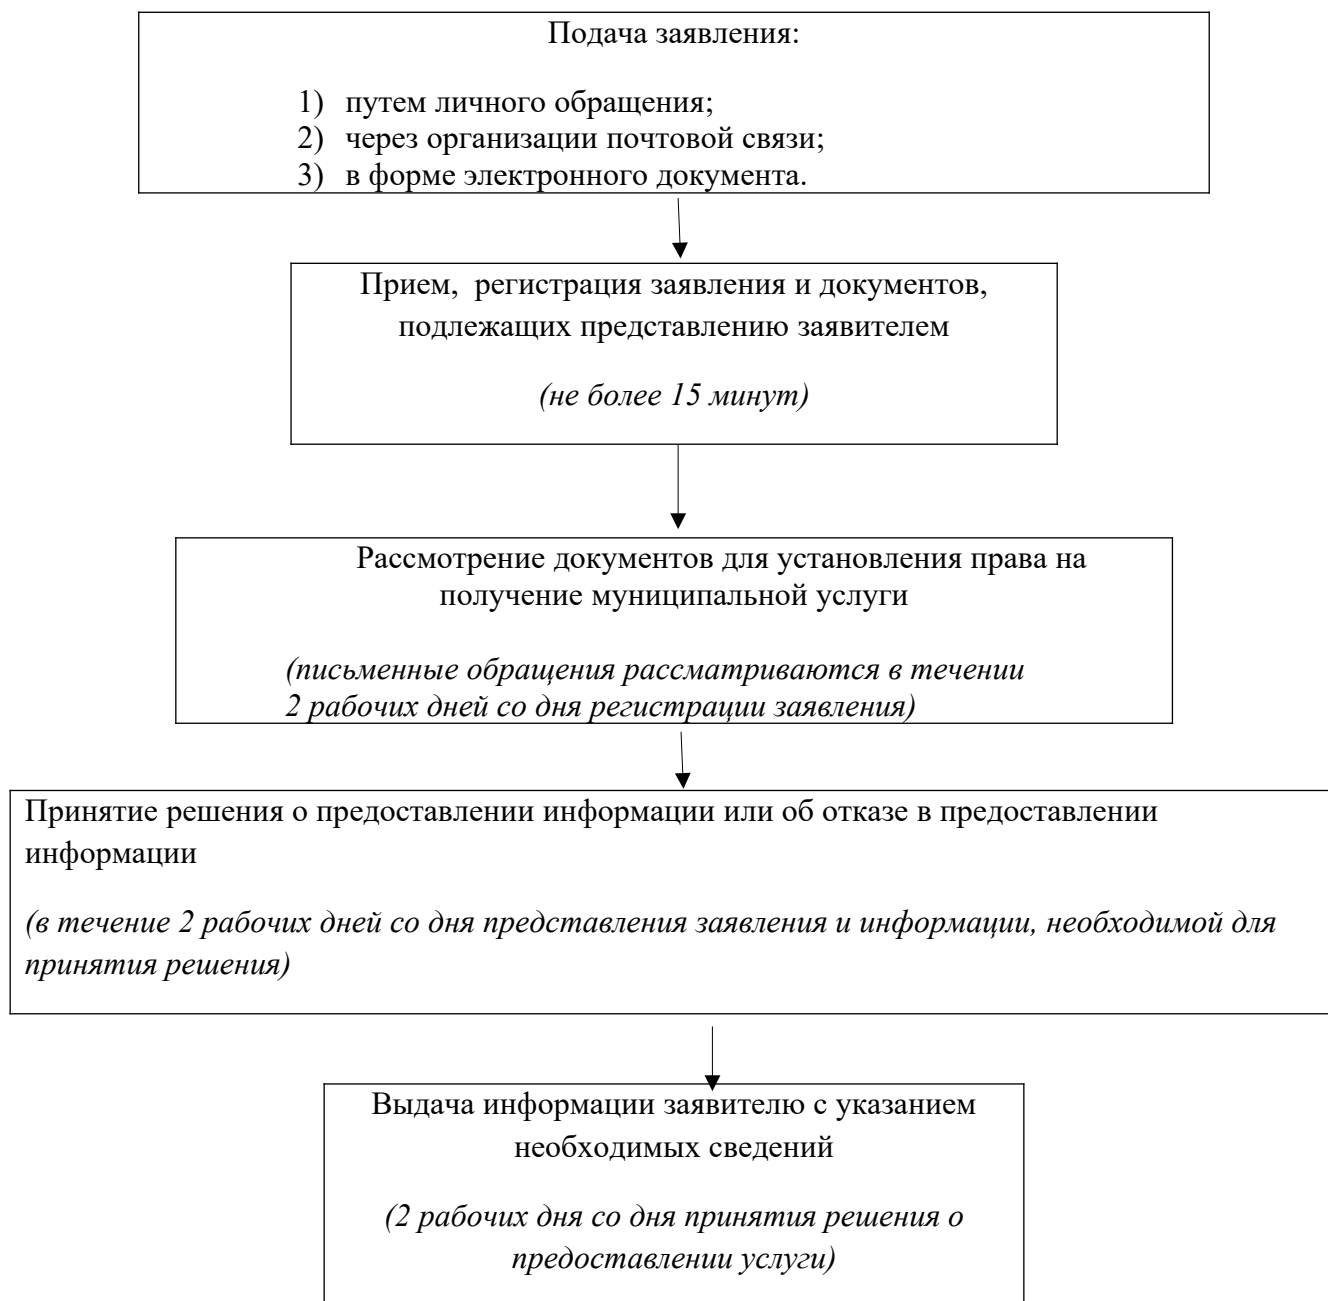 Подача заявления:
1) путем личного обращения;
2) через организации почтовой связи;
3) в форме электронного документа.
Прием, регистрация заявления и документов,
подлежащих представлению заявителем
(не более 15 минут)
Рассмотрение документов для установления права на
получение муниципальной услуги
(письменные обращения рассматриваются в течении
2 рабочих дней со дня регистрации заявления)
Принятие решения о предоставлении информации или об отказе в предоставлении
информации
(в течение 2 рабочих дней со дня представления заявления и информации, необходимой для
принятия решения)
Выдача информации заявителю с указанием
необходимых сведений
(2 рабочих дня со дня принятия решения о
предоставлении услуги)